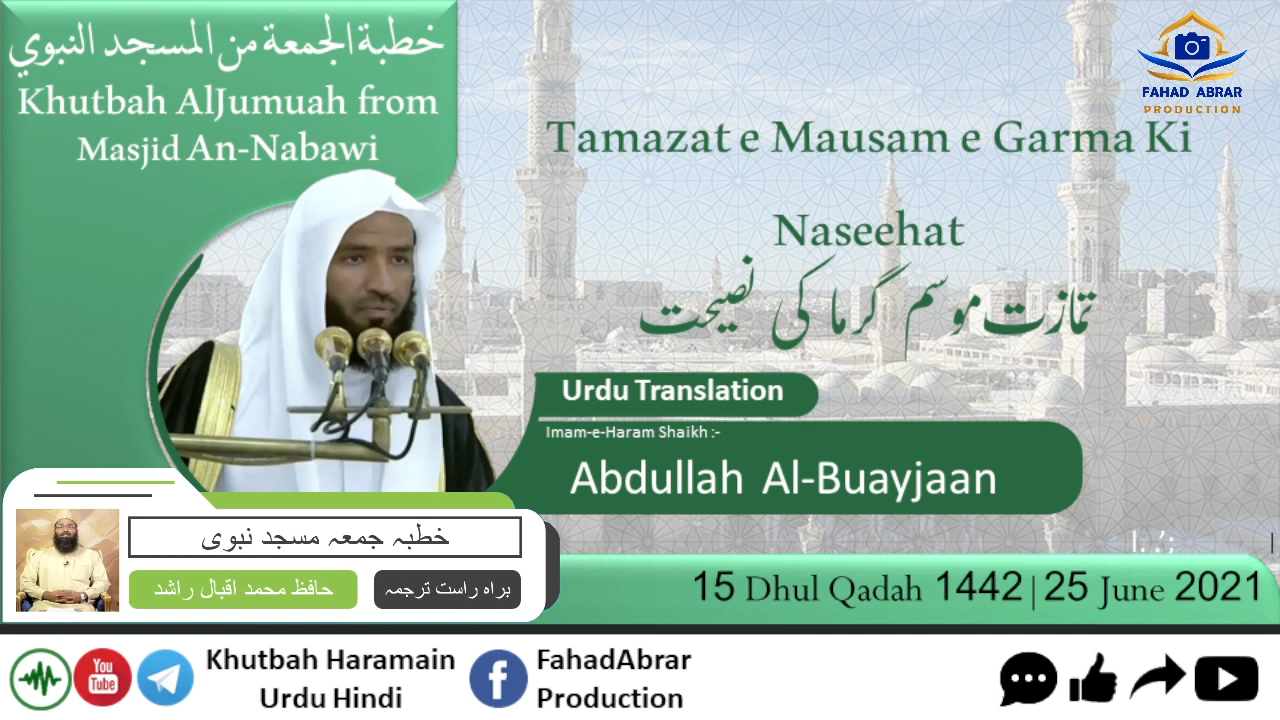 خطبة الجمعة من المسجد النبوي
Khutbah AlJumuah from
Masjid An-Nabawi
FAHAD ABRAR
PRODUCTION
Tamazat e Mausam e Garma Ki
Naseehat
تمازت موسم گرما کی نصیحت
Urdu Translation
Imam-e-Haram Shaikh :-
Abdullah Al-Buayjaan
خطبہ جمعہ مسجد نبوی
حافظ محمد اقبال راشد
براہ راست ترجمہ
15 Dhul Qadah 1442 | 25 June 2021
You
Tube
Khutbah Haramain
Urdu Hindi
FahadAbrar
Production